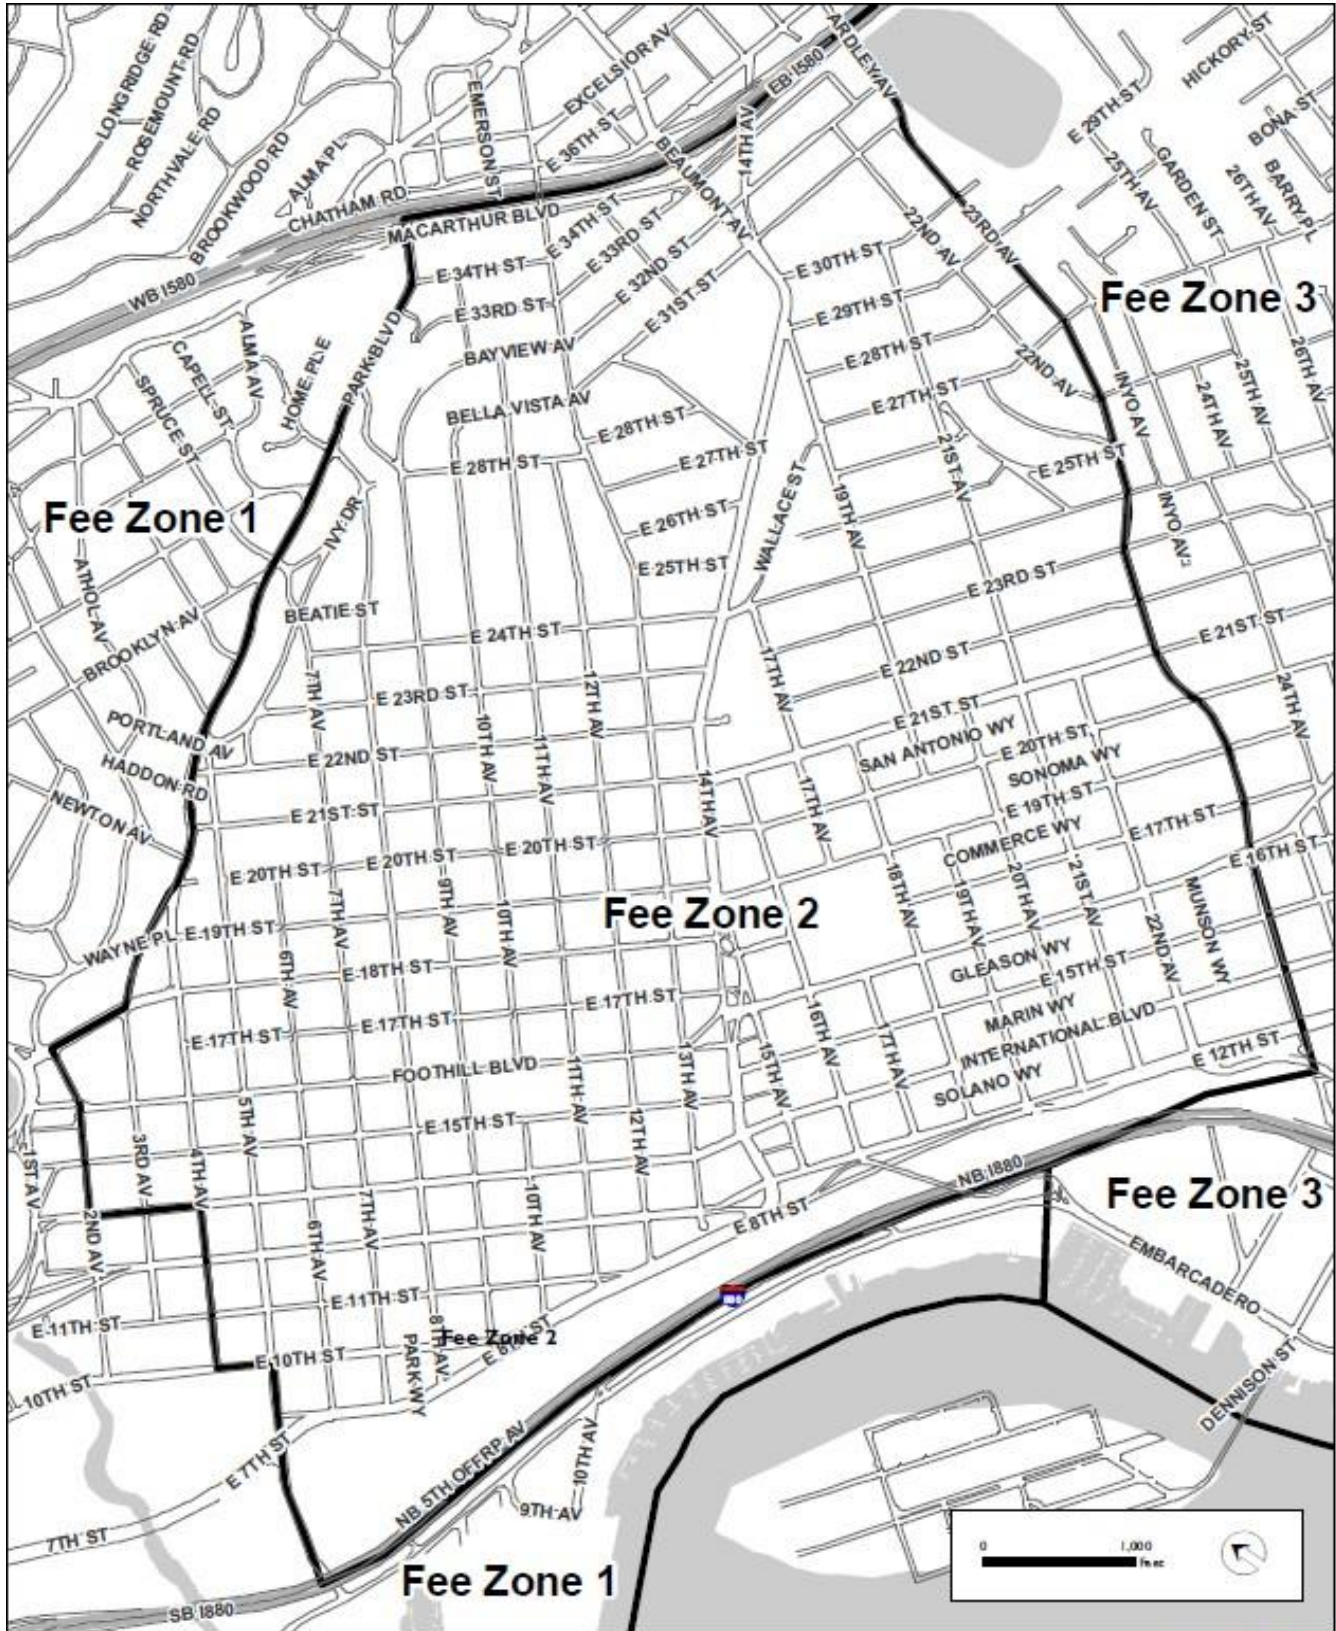 LONGRIDGE RD
ROSEMOUNT RD
NORTHVALE RD
BROOKWOOD RD
ALMA PL
CHATHAM RD
EMERSON ST
EXCELSIOR AV
E 36TH ST
BEAUMONT AV
14TH AV
EB I580
ARDLEY AV
HICKORY ST
E 29TH ST
BONA ST
25TH AV
GARDEN ST
26TH AV
BARRY PL
WB I580
MACARTHUR BLVD
E 34TH ST
E 34TH ST
E 33RD ST
E 33RD ST
E 32ND ST
E 31ST ST
E 30TH ST
22ND AV
23RD AV
Fee Zone 3
E 29TH ST
E 28TH ST
E 27TH ST
22ND AV
INYO AV
24TH AV
25TH AV
26TH AV
ALMA AV
CAPELL ST
SPRUCE ST
HOME PL E
PARK BLVD
BAYVIEW AV
BELLA VISTA AV
E 28TH ST
E 28TH ST
E 27TH ST
E 26TH ST
E 25TH ST
WALLACE ST
19TH AV
21ST AV
E 25TH ST
INYO AV
Fee Zone 1
IVY DR
ATHOL AV
BROOKLYN AV
BEATIE ST
E 24TH ST
E 23RD ST
E 23RD ST
E 22ND ST
E 21ST ST
E 21ST ST
24TH AV
17TH AV
7TH AV
12TH AV
PORTLAND AV
HADDON RD
NEWTON AV
E 22ND ST
10TH AV
11TH AV
14TH AV
17TH AV
SAN ANTONIO WY
E 20TH ST
SONOMA WY
E 19TH ST
COMMERCE WY
E 17TH ST
E 16TH ST
E 21ST ST
E 20TH ST
E 20TH ST
E 20TH ST
7TH AV
9TH AV
10TH AV
Fee Zone 2
18TH AV
19TH AV
20TH AV
21ST AV
22ND AV
MUNSON WY
WAYNE PL
E 19TH ST
6TH AV
E 18TH ST
E 17TH ST
E 17TH ST
E 17TH ST
GLEASON WY
E 15TH ST
MARIN WY
INTERNATIONAL BLVD
SOLANO WY
E 12TH ST
FOOTHILL BLVD
11TH AV
13TH AV
15TH AV
16TH AV
17TH AV
1ST AV
3RD AV
4TH AV
5TH AV
E 15TH ST
12TH AV
2ND AV
6TH AV
7TH AV
10TH AV
E 8TH ST
NB I880
Fee Zone 3
EMBARCADERO
DENNISON ST
E 11TH ST
E 11TH ST
E 10TH ST
10TH ST
8TH AV
PARK WY
Fee Zone 2
E 8TH ST
E 7TH ST
7TH ST
NB 5TH OFFRP AV
10TH AV
9TH AV
Fee Zone 1
SB I880
0
1,000